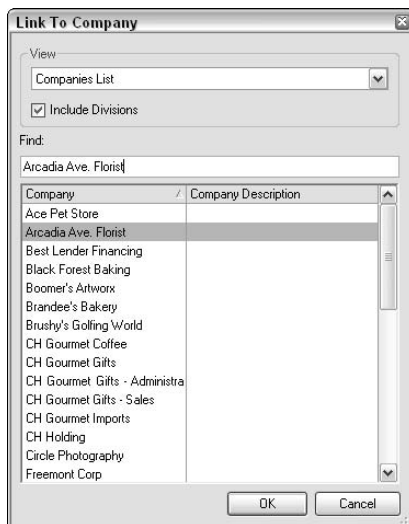 Link To Company
View
Companies List
Include Divisions
Find:
Arcadia Ave. Florist
Company Company Description
Ace Pet Store
Arcadia Ave. Florist
Best Lender Financing
Black Forest Baking
Boomer's Artworx
Brandee's Bakery
Brushy's Golfing World
CH Gourmet Coffee
CH Gourmet Gifts
CH Gourmet Gifts - Administra
CH Gourmet Gifts - Sales
CH Gourmet Imports
CH Holding
Circle Photography
Freemont Corp
OK Cancel